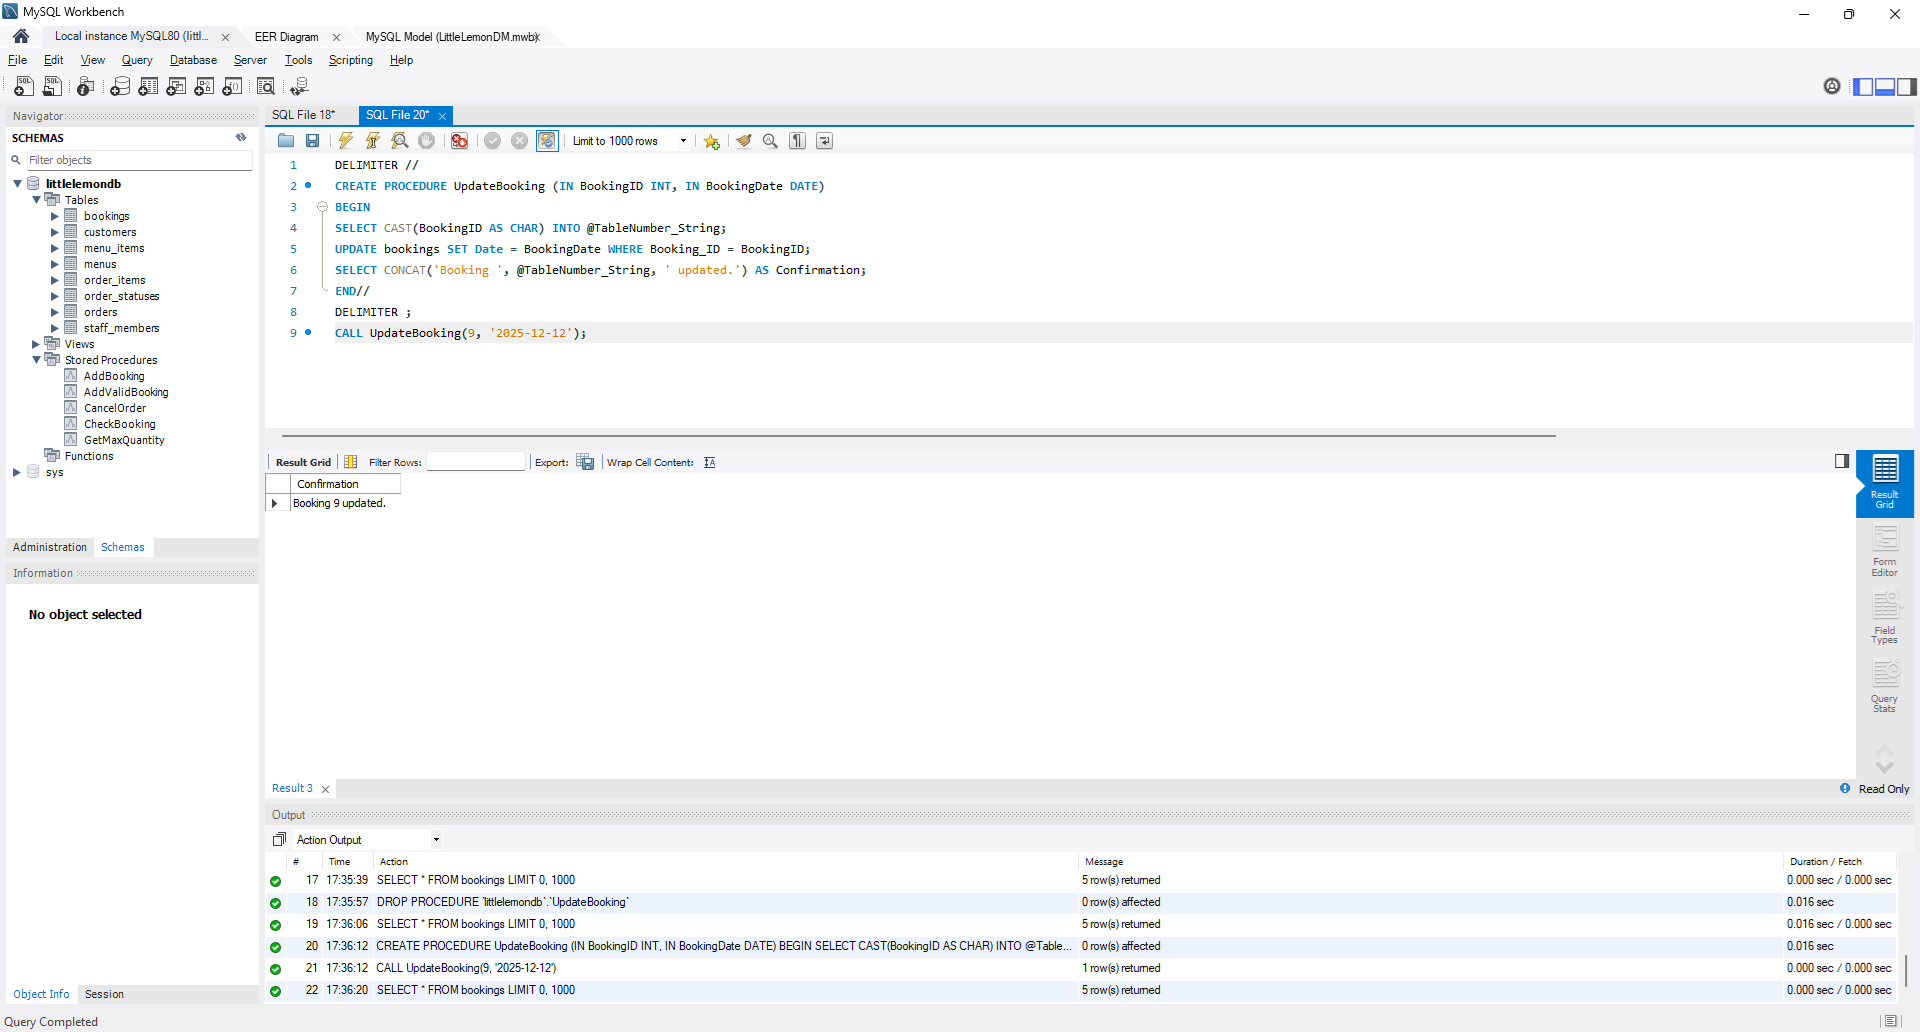 MySQL Workbench
Local instance MySQL80 (littl... EER Diagram MySQL Model (LittleLemonDM.mwb)
File Edit View Query Database Server Tools Scripting Help
Navigator SQL File 18* SQL File 20*
SCHEMAS
Limit to 1000 rows
Filter objects
littlelemondb
Tables
bookings
customers
menu_items
menus
order_items
order_statuses
orders
staff_members
Views
Stored Procedures
AddBooking
AddValidBooking
CancelOrder
CheckBooking
GetMaxQuantity
Functions
sys
Administration Schemas
Information
No object selected
Object Info Session
1 DELIMITER //
2 CREATE PROCEDURE UpdateBooking (IN BookingID INT, IN BookingDate DATE)
3 BEGIN
4 SELECT CAST(BookingID AS CHAR) INTO @TableNumber_String;
5 UPDATE bookings SET Date = BookingDate WHERE Booking_ID = BookingID;
6 SELECT CONCAT('Booking ', @TableNumber_String, ' updated.') AS Confirmation;
7 END//
8 DELIMITER ;
9 CALL UpdateBooking(9, '2025-12-12');
Result Grid Filter Rows: Export: Wrap Cell Content:
Confirmation
Booking 9 updated.
Result Grid
Form Editor
Field Types
Query Stats
Result 3 Read Only
Output
Action Output
# Time Action Message Duration / Fetch
17 17:35:39 SELECT * FROM bookings LIMIT 0, 1000 5 row(s) returned 0.000 sec / 0.000 sec
18 17:35:57 DROP PROCEDURE `littlelemondb`.`UpdateBooking` 0 row(s) affected 0.016 sec
19 17:36:06 SELECT * FROM bookings LIMIT 0, 1000 5 row(s) returned 0.016 sec / 0.000 sec
20 17:36:12 CREATE PROCEDURE UpdateBooking (IN BookingID INT, IN BookingDate DATE) BEGIN SELECT CAST(BookingID AS CHAR) INTO @Table... 0 row(s) affected 0.016 sec
21 17:36:12 CALL UpdateBooking(9, '2025-12-12') 1 row(s) returned 0.000 sec / 0.000 sec
22 17:36:20 SELECT * FROM bookings LIMIT 0, 1000 5 row(s) returned 0.000 sec / 0.000 sec
Query Completed